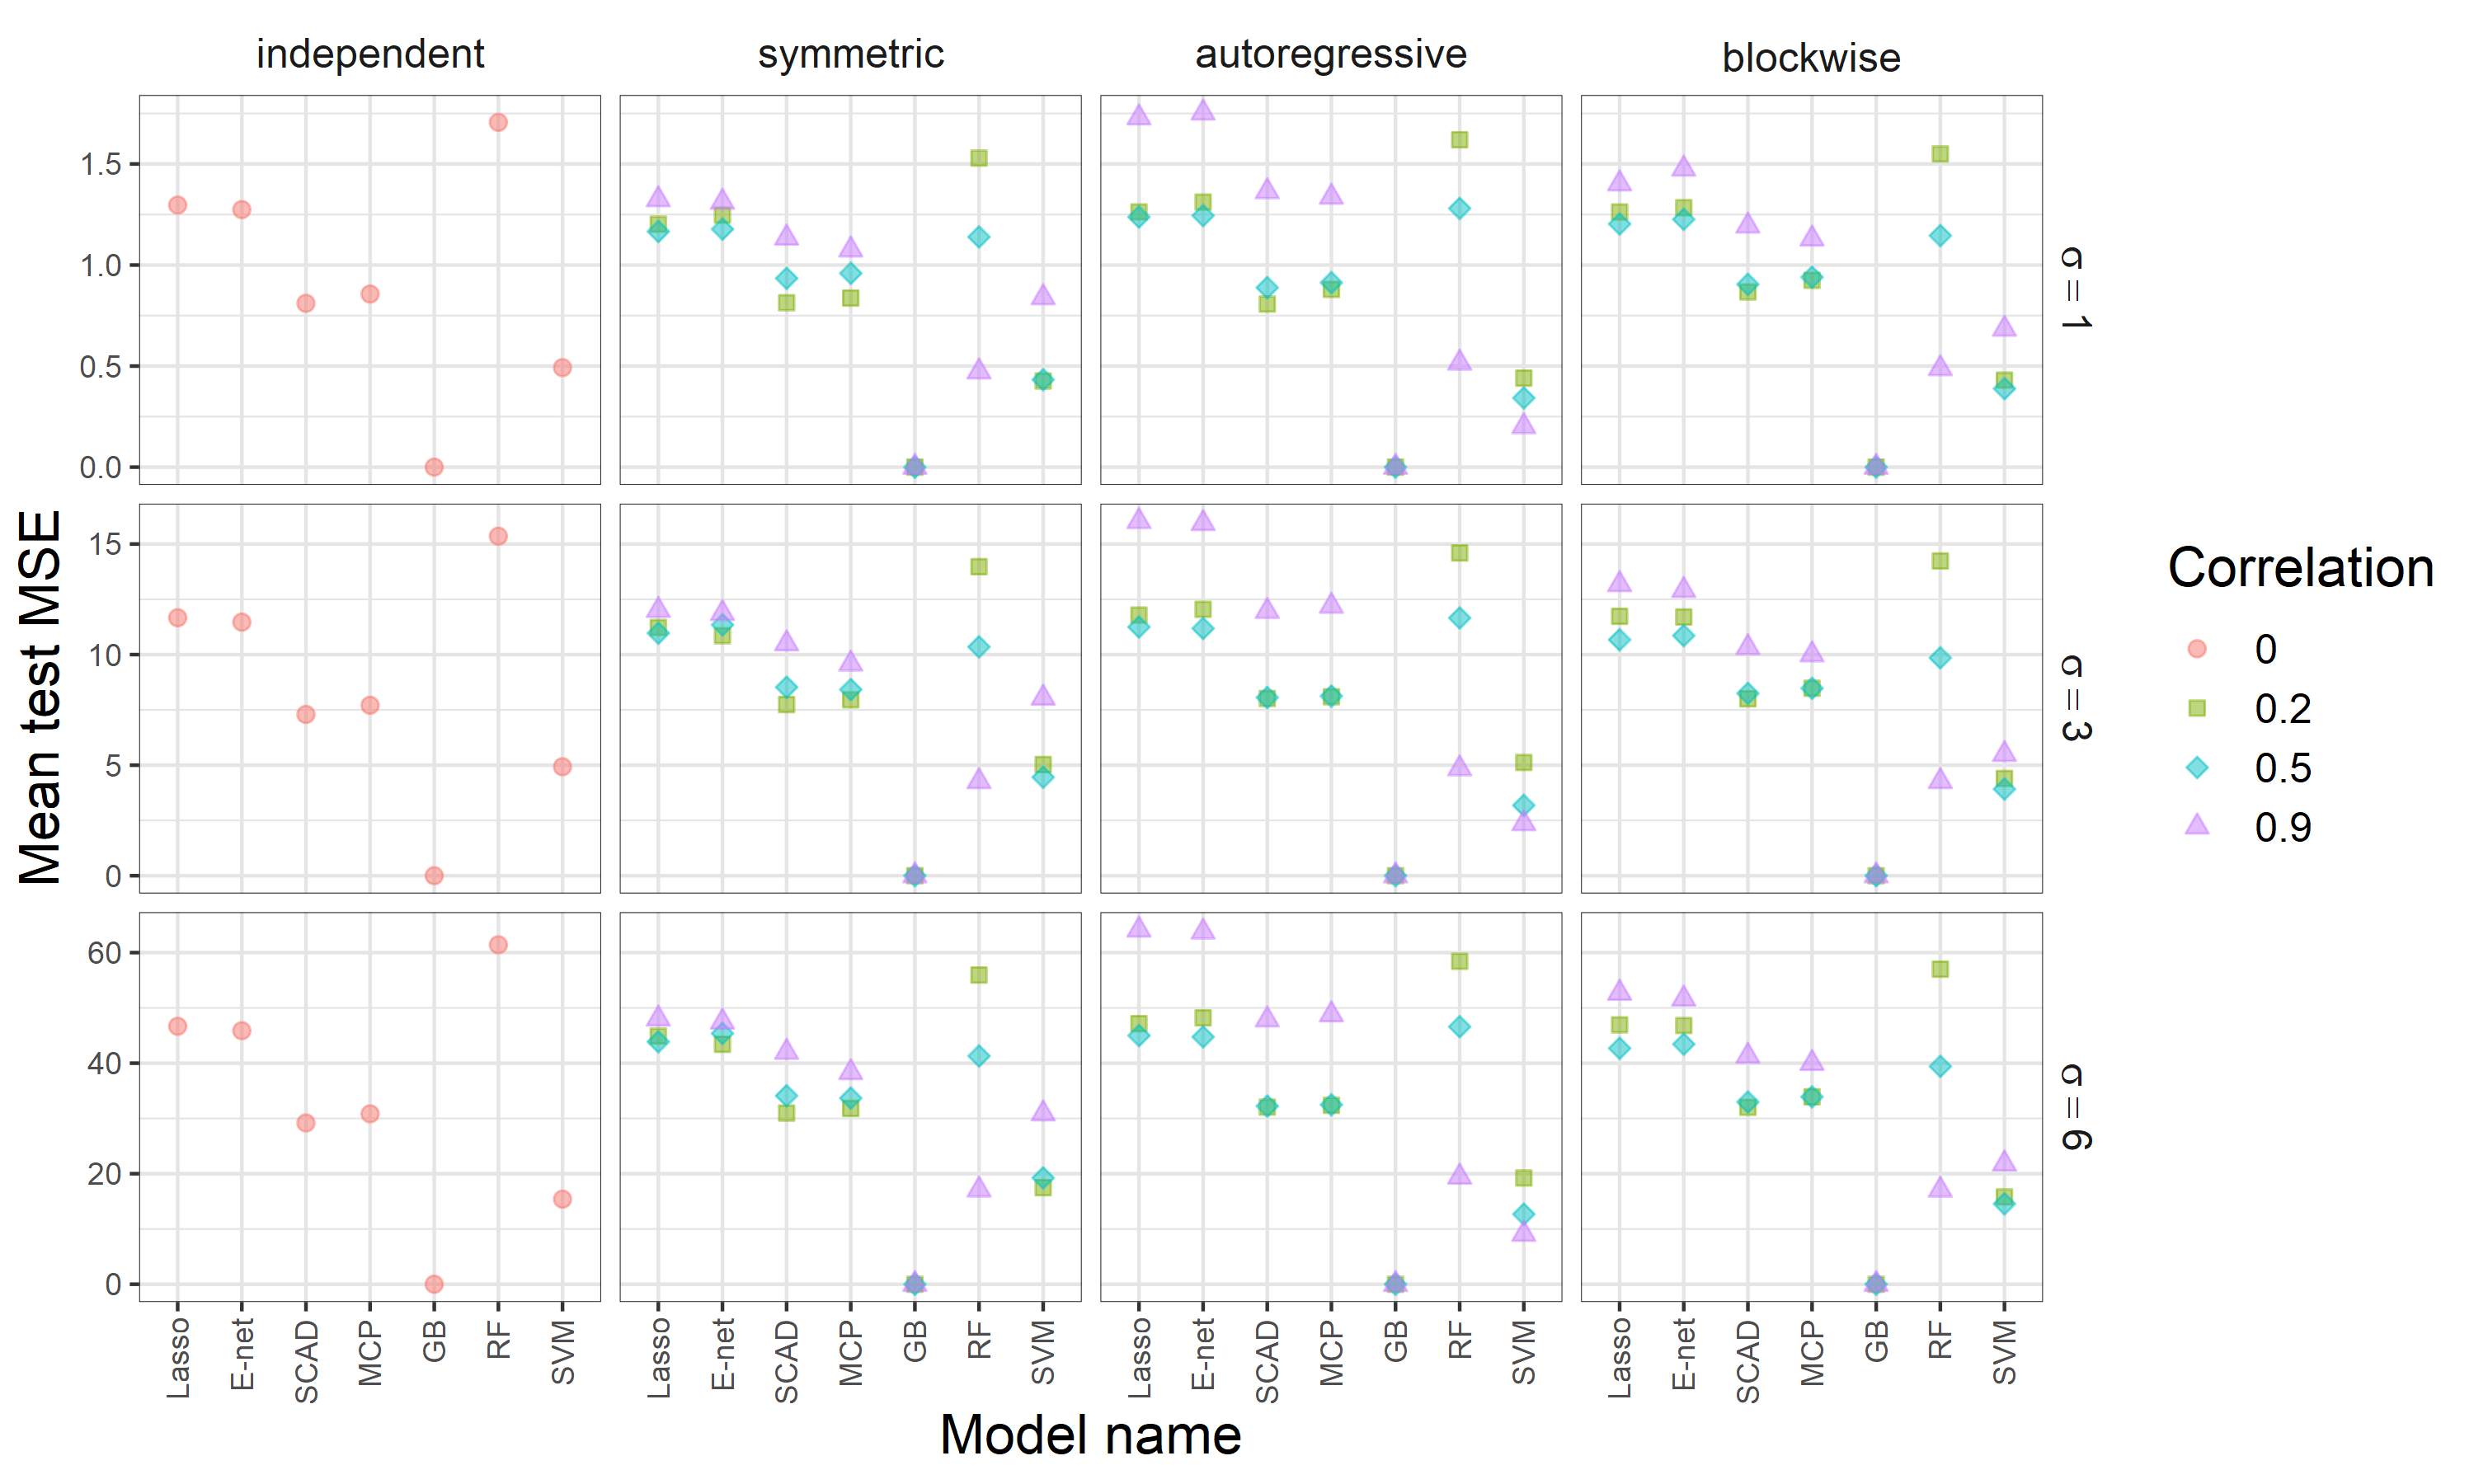 independent symmetric autoregressive blockwise
Mean test MSE
1.5
1.0
0.5
0.0
σ = 1
15
10
5
0
σ = 3
60
40
20
0
σ = 6
Lasso E-net SCAD MCP GB RF SVM Lasso E-net SCAD MCP GB RF SVM Lasso E-net SCAD MCP GB RF SVM Lasso E-net SCAD MCP GB RF SVM
Model name
Correlation
0
0.2
0.5
0.9